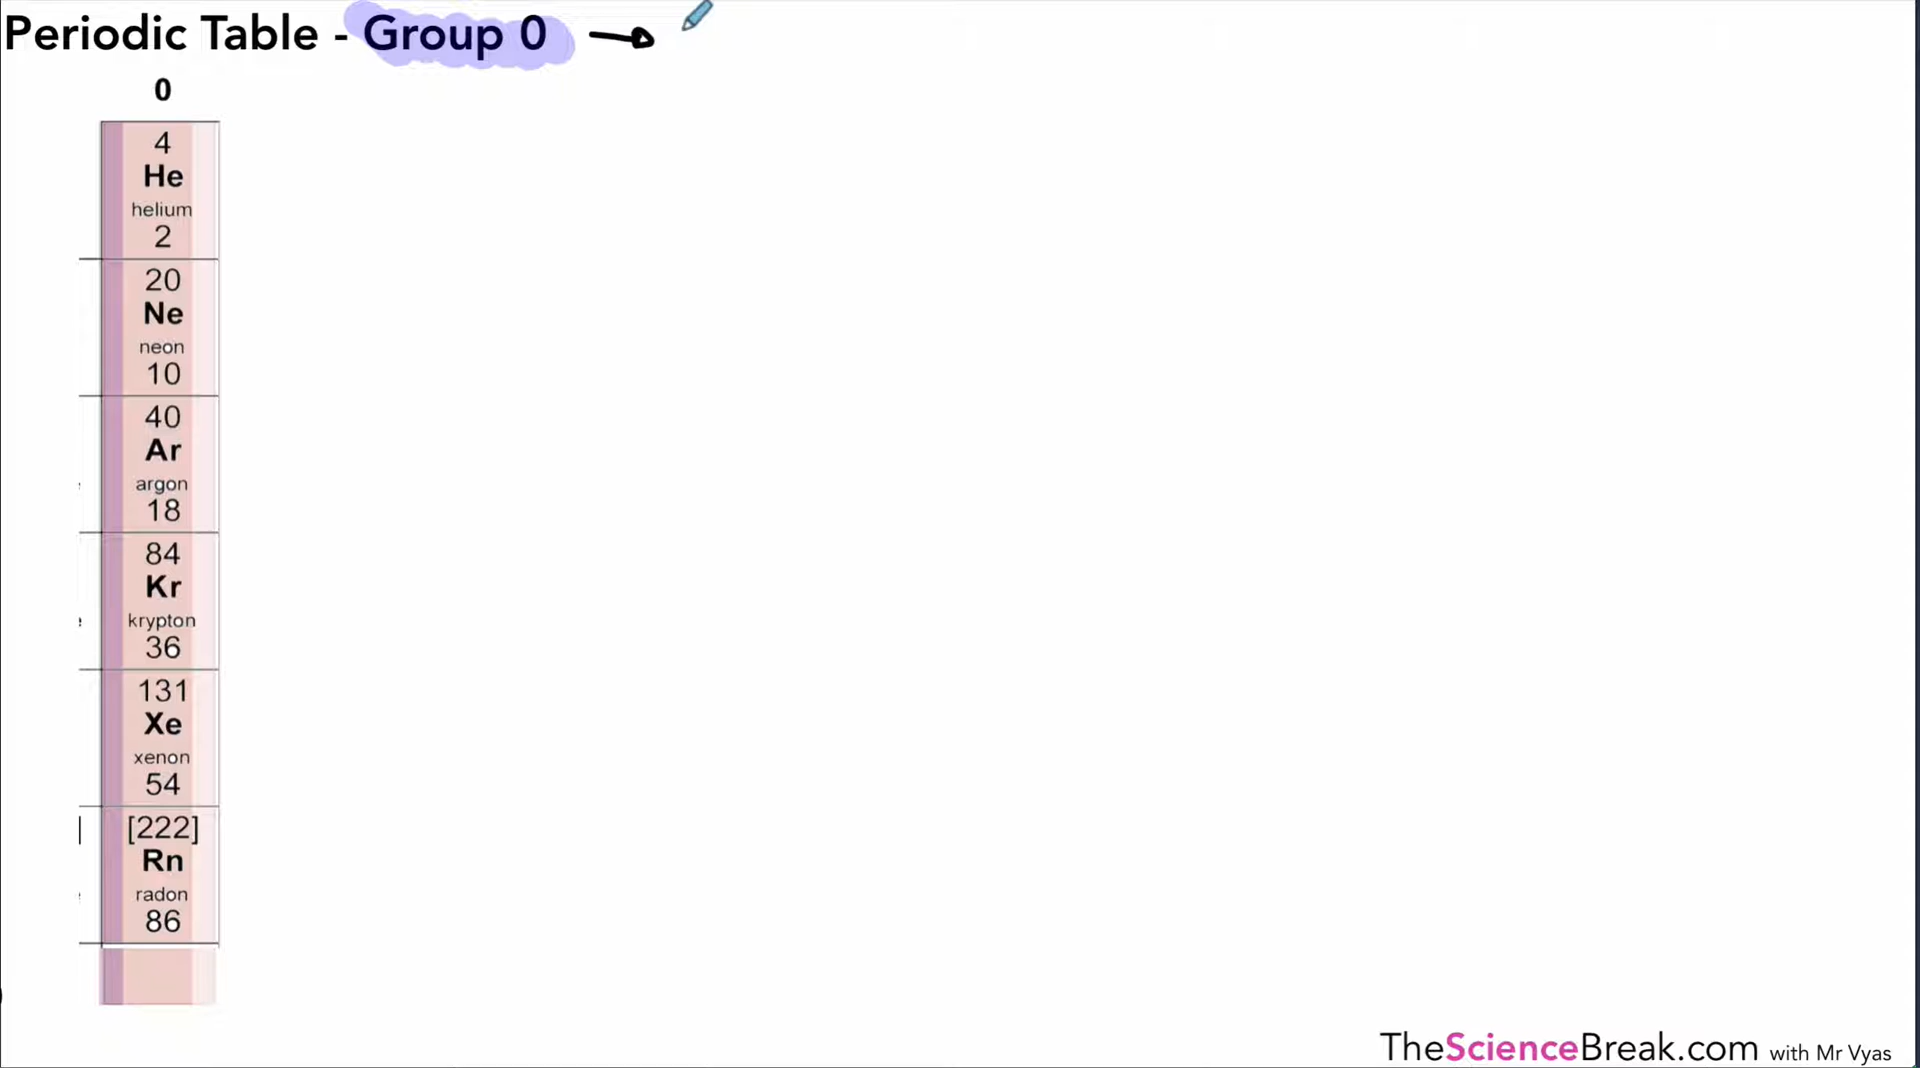 Periodic Table - Group 0
0
4
He
helium
2
20
Ne
neon
10
40
Ar
argon
18
84
Kr
krypton
36
131
Xe
xenon
54
[222]
Rn
radon
86
TheScienceBreak.com with Mr Vyas